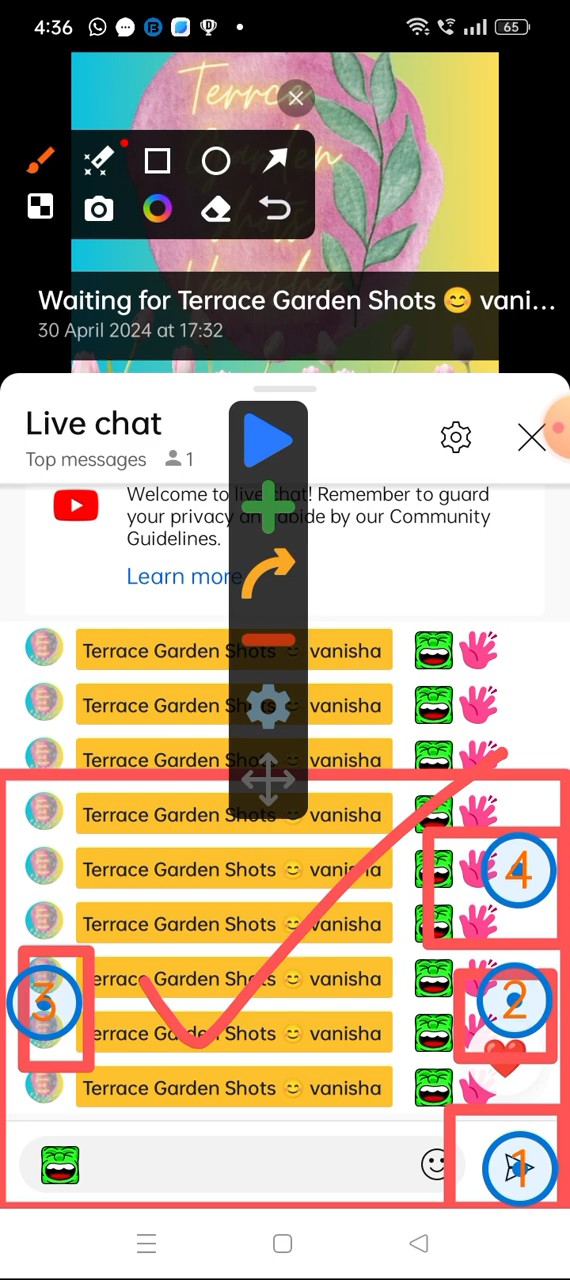 4:36
65
Terrace
Garden
Shots
Vanisha
Waiting for Terrace Garden Shots 😊 vani...
30 April 2024 at 17:32
Live chat
Top messages 1
Welcome to live chat! Remember to guard
your privacy and abide by our Community
Guidelines.
Learn more
Terrace Garden Shots 😊 vanisha
Terrace Garden Shots 😊 vanisha
Terrace Garden Shots 😊 vanisha
Terrace Garden Shots 😊 vanisha
Terrace Garden Shots 😊 vanisha
4
Terrace Garden Shots 😊 vanisha
Terrace Garden Shots 😊 vanisha
3
2
Terrace Garden Shots 😊 vanisha
Terrace Garden Shots 😊 vanisha
1